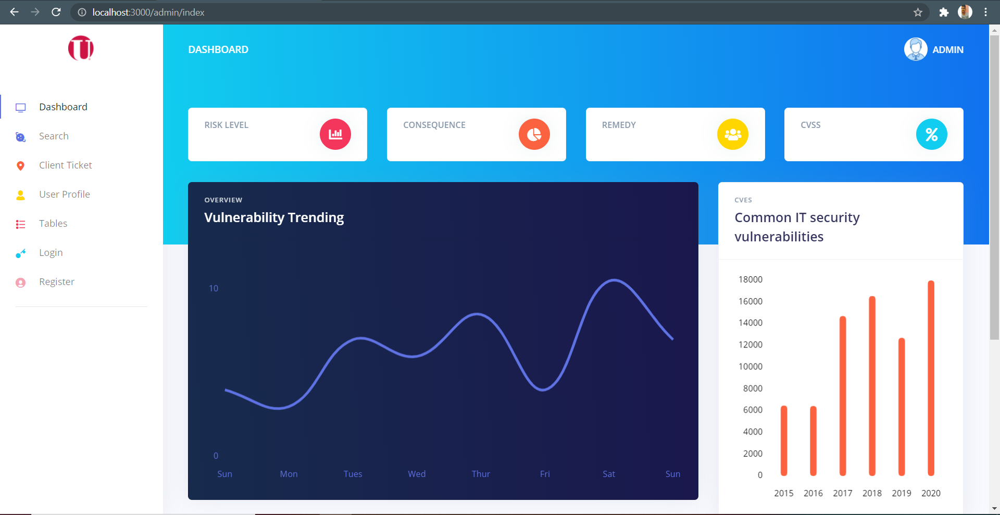 localhost:3000/admin/index
TU
DASHBOARD
ADMIN
Dashboard
Search
Client Ticket
User Profile
Tables
Login
Register
RISK LEVEL
CONSEQUENCE
REMEDY
CVSS
%
OVERVIEW
Vulnerability Trending
10
0
Sun Mon Tues Wed Thur Fri Sat Sun
CVES
Common IT security
vulnerabilities
18000
16000
14000
12000
10000
8000
6000
4000
2000
0
2015 2016 2017 2018 2019 2020